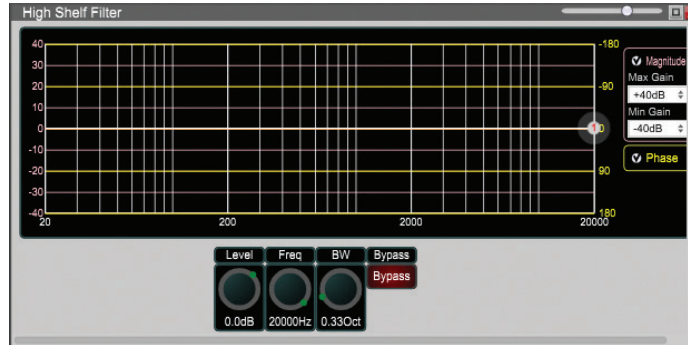 High Shelf Filter
40
30
20
10
0
-10
-20
-30
-40
20
200
2000
20000
-180
-90
0
90
180
1
Magnitude
Max Gain
+40dB
Min Gain
-40dB
Phase
Level Freq BW Bypass
Bypass
0.0dB 20000Hz 0.33Oct